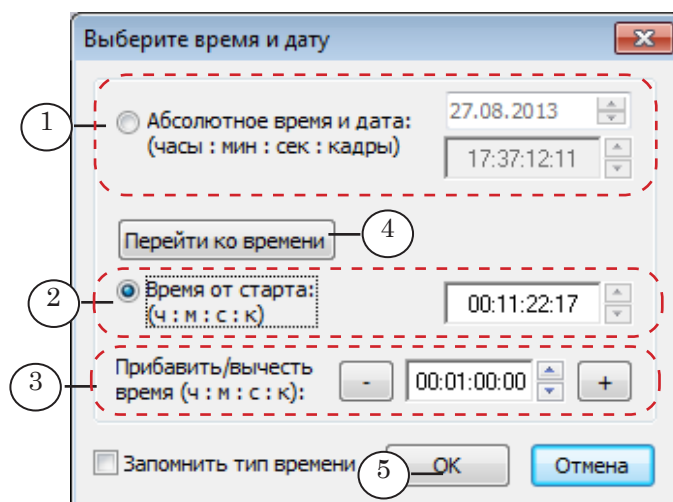 Выберите время и дату
1
Абсолютное время и дата:
27.08.2013
(часы : мин : сек : кадры)
17:37:12:11
Перейти ко времени
4
2
Время от старта:
(ч : м : с : к)
00:11:22:17
3
Прибавить/вычесть
время (ч : м : с : к):
-
00:01:00:00
+
Запомнить тип времени
5
OK
Отмена